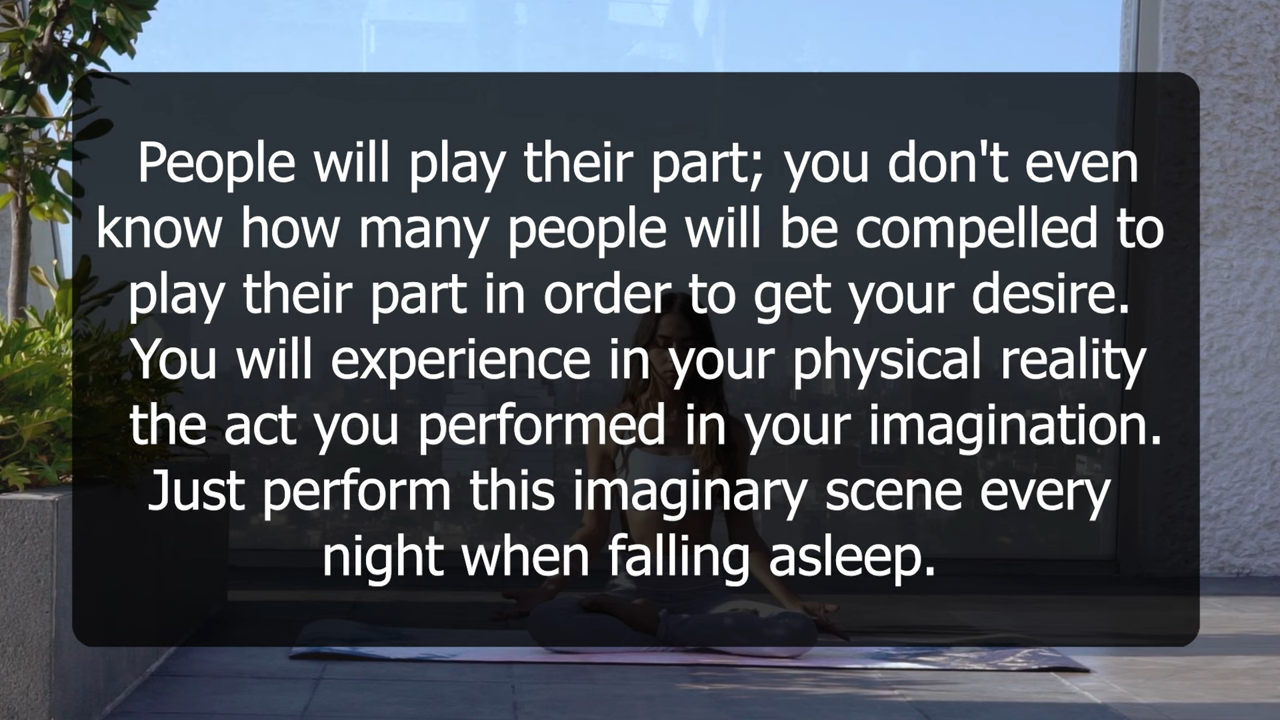 People will play their part; you don't even
know how many people will be compelled to
play their part in order to get your desire.
You will experience in your physical reality
the act you performed in your imagination.
Just perform this imaginary scene every
night when falling asleep.